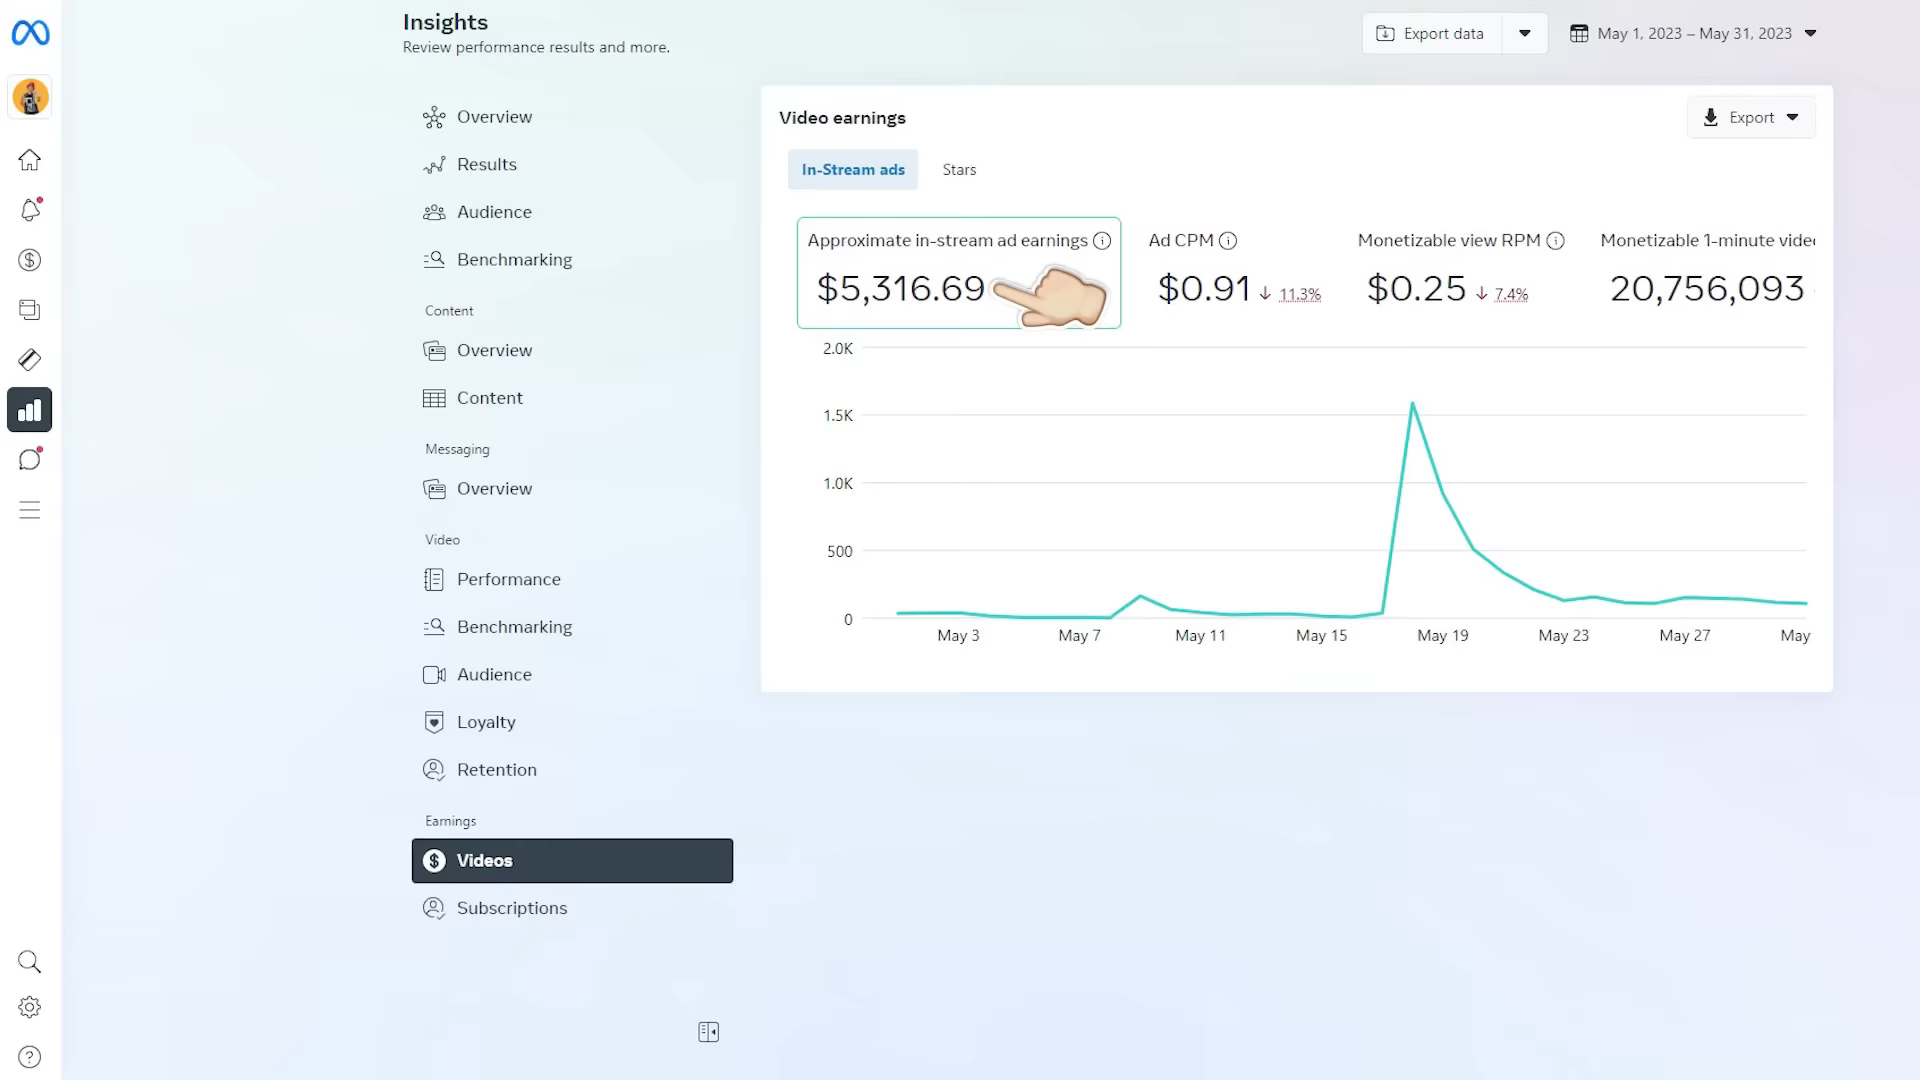 Insights
Review performance results and more.
Export data
May 1, 2023 – May 31, 2023
Overview
Results
Audience
Benchmarking
Content
Overview
Content
Messaging
Overview
Video
Performance
Benchmarking
Audience
Loyalty
Retention
Earnings
Videos
Subscriptions
Video earnings
Export
In-Stream ads
Stars
Approximate in-stream ad earnings
$5,316.69
Ad CPM
$0.91 ↓ 11.3%
Monetizable view RPM
$0.25 ↓ 7.4%
Monetizable 1-minute
20,756,093
2.0K
1.5K
1.0K
500
0
May 3
May 7
May 11
May 15
May 19
May 23
May 27
May